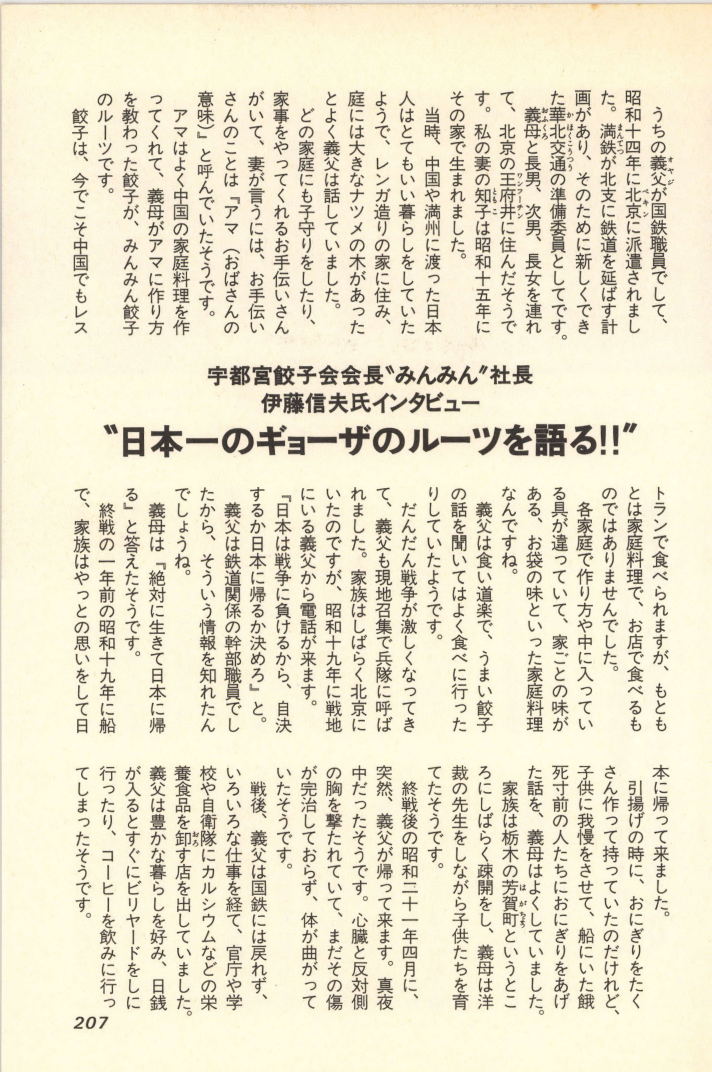 宇都宮餃子会会長〝みんみん〟社長
伊藤信夫氏インタビュー
〝日本一のギョーザのルーツを語る!!〟
うちの義父が国鉄職員でして、
昭和十四年に北京に派遣されまし
た。満鉄が北支に鉄道を延ばす計
画があり、そのために新しくでき
た華北交通の準備委員としてです。
義母と長男、次男、長女を連れ
て、北京の王府井に住んだそうで
す。私の妻の知子は昭和十五年に
その家で生まれました。
当時、中国や満州に渡った日本
人はとてもいい暮らしをしていた
ようで、レンガ造りの家に住み、
庭には大きなナツメの木があった
とよく義父は話していました。
どの家庭にも子守りをしたり、
家事をやってくれるお手伝いさん
がいて、妻が言うには、お手伝い
さんのことは『アマ（おばさんの
意味）』と呼んでいたそうです。
アマはよく中国の家庭料理を作
ってくれて、義母がアマに作り方
を教わった餃子が、みんみん餃子
のルーツです。
餃子は、今でこそ中国でもレス
トランで食べられますが、もとも
とは家庭料理で、お店で食べるも
のではありませんでした。
各家庭で作り方や中に入ってい
る具が違っていて、家ごとの味が
ある、お袋の味といった家庭料理
なんですね。
義父は食い道楽で、うまい餃子
の話を聞いてはよく食べに行った
りしていたようです。
だんだん戦争が激しくなってき
て、義父も現地召集で兵隊に呼ば
れました。家族はしばらく北京に
いたのですが、昭和十九年に戦地
にいる義父から電話が来ます。
『日本は戦争に負けるから、自決
するか日本に帰るか決めろ』と。
義父は鉄道関係の幹部職員でし
たから、そういう情報を知れたん
でしょうね。
義母は『絶対に生きて日本に帰
る』と答えたそうです。
終戦の一年前の昭和十九年に船
で、家族はやっとの思いをして日
本に帰って来ました。
引揚げの時に、おにぎりをたく
さん作って持っていたのだけれど、
子供に我慢をさせて、船にいた餓
死寸前の人たちにおにぎりをあげ
た話を、義母はよくしていました。
家族は栃木の芳賀町というとこ
ろにしばらく疎開をし、義母は洋
裁の先生をしながら子供たちを育
てたそうです。
終戦後の昭和二十一年四月に、
突然、義父が帰って来ます。真夜
中だったそうです。心臓と反対側
の胸を撃たれていて、まだその傷
が完治しておらず、体が曲がって
いたそうです。
戦後、義父は国鉄には戻れず、
いろいろな仕事を経て、官庁や学
校や自衛隊にカルシウムなどの栄
養食品を卸す店を出していました。
義父は豊かな暮らしを好み、日銭
が入るとすぐにビリヤードをしに
行ったり、コーヒーを飲みに行っ
てしまったそうです。
207